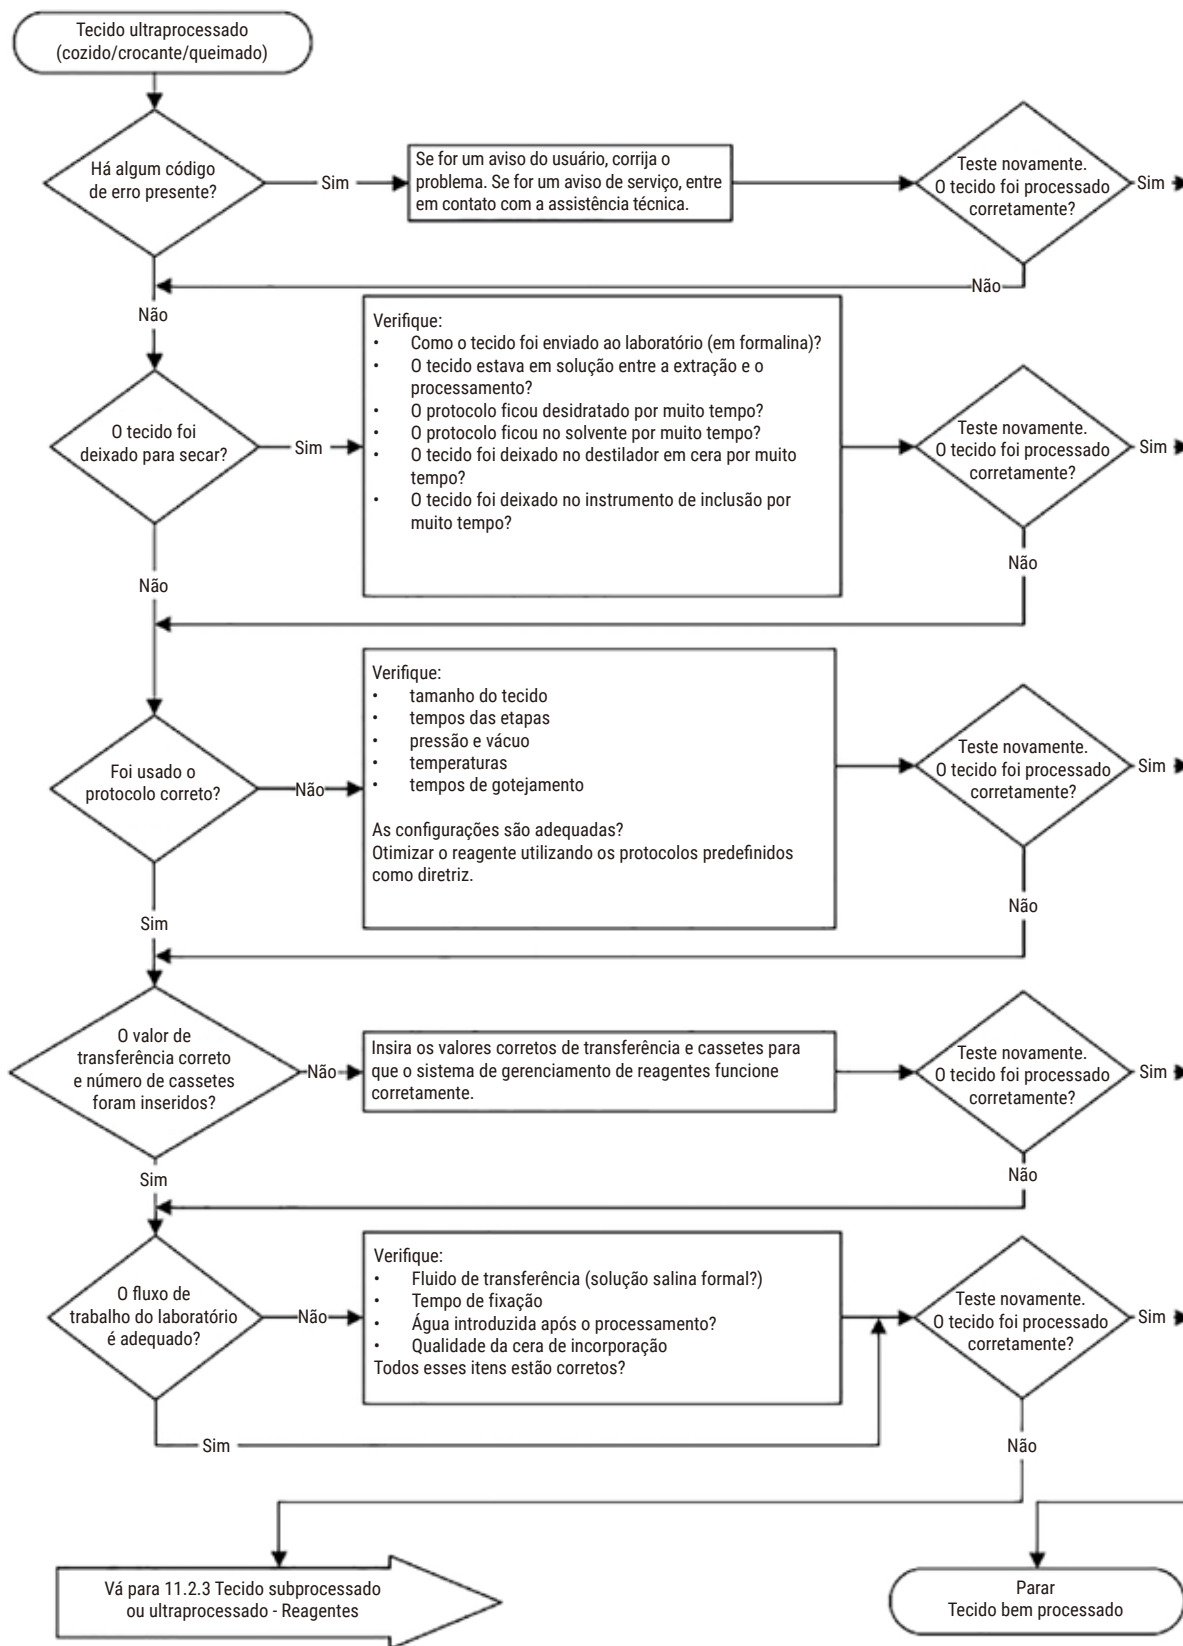 Tecido ultraprocessado
(cozido/crocante/queimado)
Há algum código
de erro presente?
Sim
Se for um aviso do usuário, corrija o
problema. Se for um aviso de serviço, entre
em contato com a assistência técnica.
Teste novamente.
O tecido foi processado
corretamente?
Sim
Não
Não
O tecido foi
deixado para secar?
Sim
Verifique:
• Como o tecido foi enviado ao laboratório (em formalina)?
• O tecido estava em solução entre a extração e o
processamento?
• O protocolo ficou desidratado por muito tempo?
• O protocolo ficou no solvente por muito tempo?
• O tecido foi deixado no destilador em cera por muito
tempo?
• O tecido foi deixado no instrumento de inclusão por
muito tempo?
Teste novamente.
O tecido foi processado
corretamente?
Sim
Não
Não
Foi usado o
protocolo correto?
Não
Verifique:
• tamanho do tecido
• tempos das etapas
• pressão e vácuo
• temperaturas
• tempos de gotejamento
As configurações são adequadas?
Otimizar o reagente utilizando os protocolos predefinidos
como diretriz.
Teste novamente.
O tecido foi processado
corretamente?
Sim
Não
Sim
O valor de
transferência correto
e número de cassetes
foram inseridos?
Não
Insira os valores corretos de transferência e cassetes para
que o sistema de gerenciamento de reagentes funcione
corretamente.
Teste novamente.
O tecido foi processado
corretamente?
Sim
Não
Sim
O fluxo de
trabalho do laboratório
é adequado?
Não
Verifique:
• Fluido de transferência (solução salina formal?)
• Tempo de fixação
• Água introduzida após o processamento?
• Qualidade da cera de incorporação
Todos esses itens estão corretos?
Teste novamente.
O tecido foi processado
corretamente?
Sim
Sim
Não
Vá para 11.2.3 Tecido subprocessado
ou ultraprocessado - Reagentes
Parar
Tecido bem processado